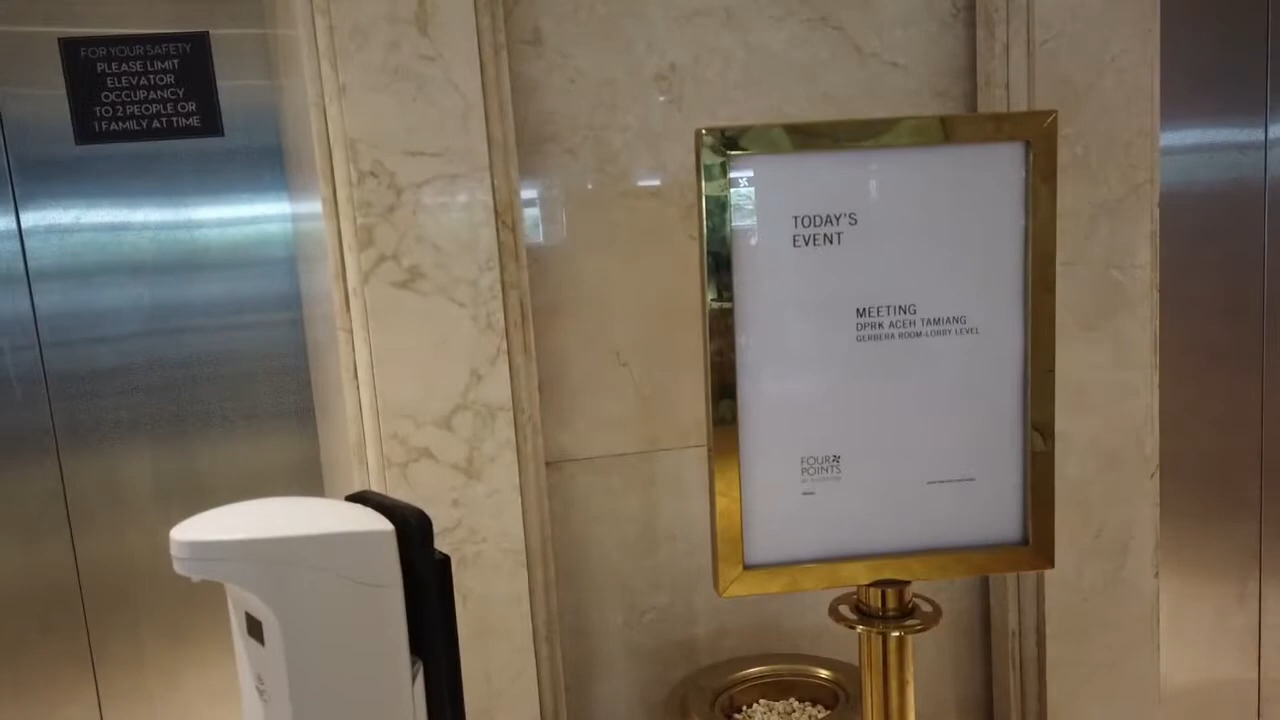 FOR YOUR SAFETY
PLEASE LIMIT
ELEVATOR
OCCUPANCY
TO 2 PEOPLE OR
1 FAMILY AT TIME
TODAY'S
EVENT
MEETING
DPRK ACEH TAMIANG
GERBERA ROOM-LOBBY LEVEL
FOUR
POINTS